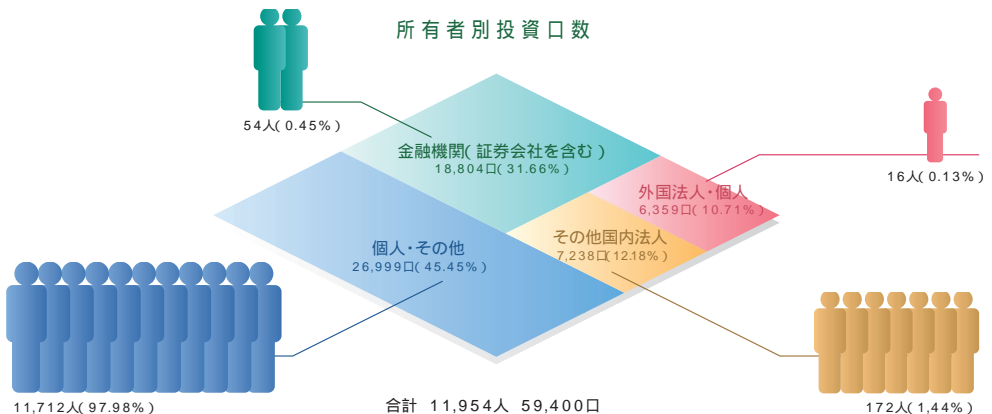 所有者別投資口数
54人( 0.45% )
金融機関( 証券会社を含む )
18,804口( 31.66% )
16人( 0.13% )
外国法人・個人
6,359口( 10.71% )
その他国内法人
7,238口( 12.18% )
個人・その他
26,999口( 45.45% )
11,712人( 97.98% )
172人( 1,44% )
合計 11,954人 59,400口